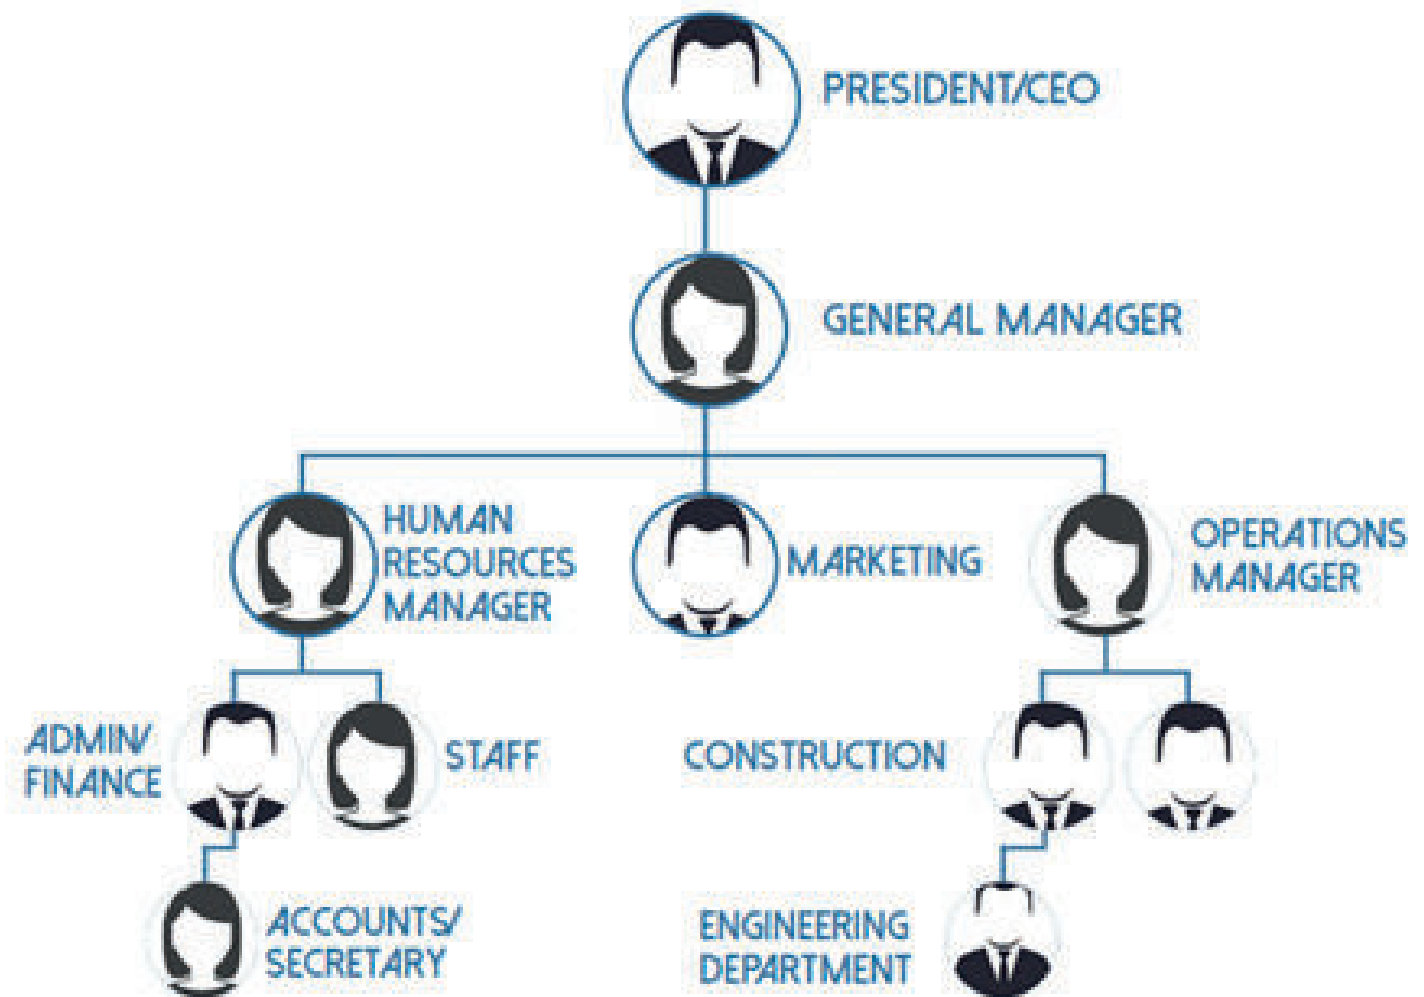 PRESIDENT/CEO
GENERAL MANAGER
HUMAN
RESOURCES
MANAGER
MARKETING
OPERATIONS
MANAGER
ADMIN/
FINANCE
STAFF
CONSTRUCTION
ACCOUNTS/
SECRETARY
ENGINEERING
DEPARTMENT